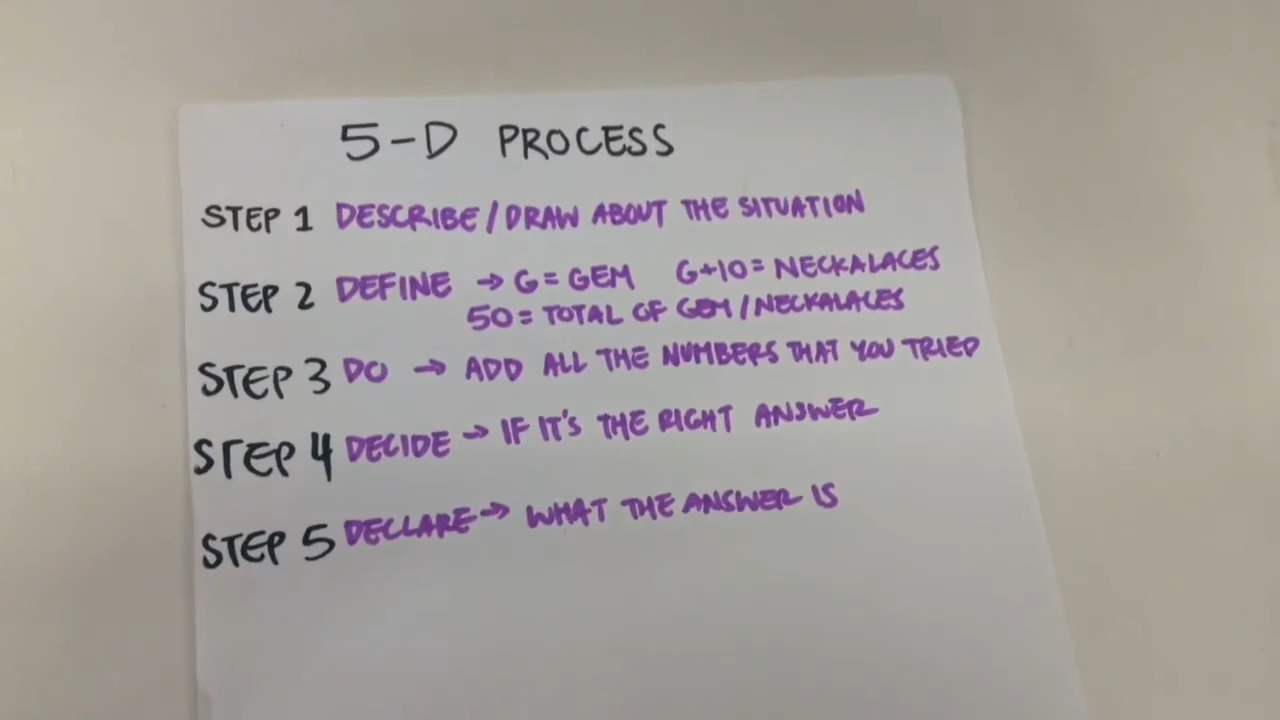 5-D PROCESS
STEP 1 DESCRIBE/DRAW ABOUT THE SITUATION
STEP 2 DEFINE → G = GEM G+10 = NECKALACES
50 = TOTAL OF GEM/NECKALACES
STEP 3 DO → ADD ALL THE NUMBERS THAT YOU TRIED
STEP 4 DECIDE → IF IT'S THE RIGHT ANSWER
STEP 5 DECLARE → WHAT THE ANSWER IS